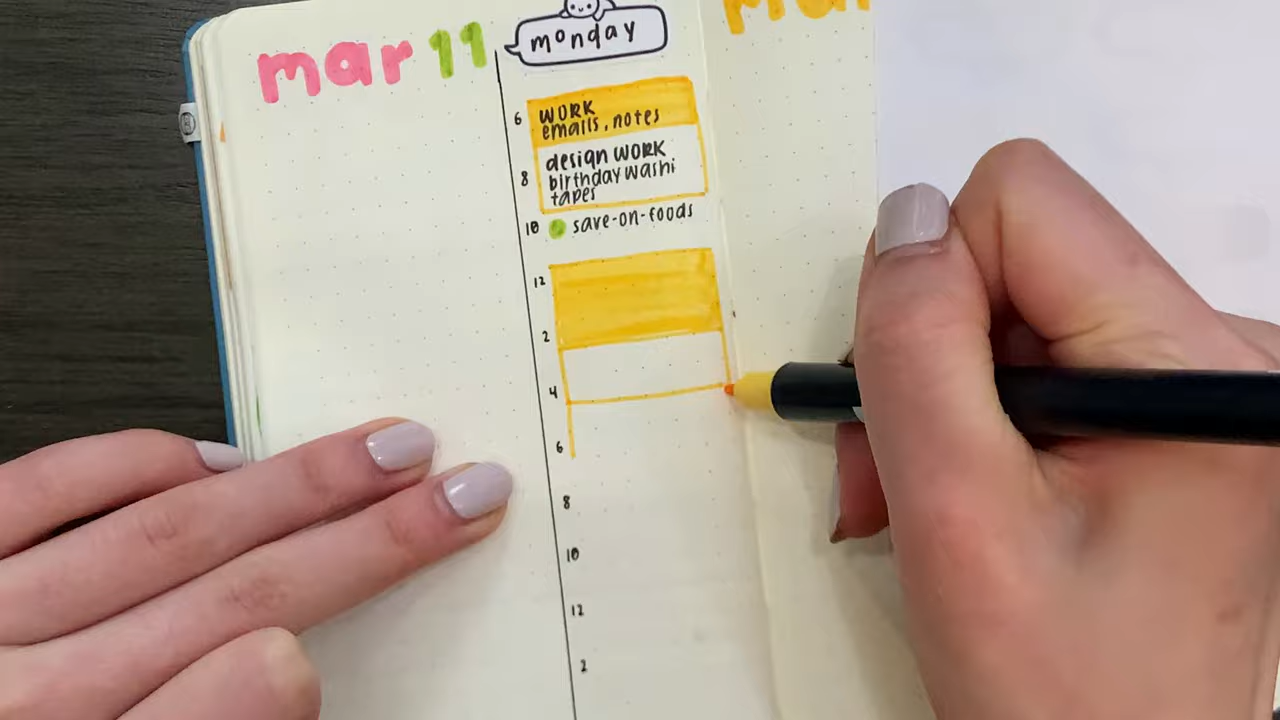 mar 11
monday
mar
6
WORK
emails, notes
design WORK
8
birthday washi
tapes
10
save-on-foods
12
2
4
6
8
10
12
2